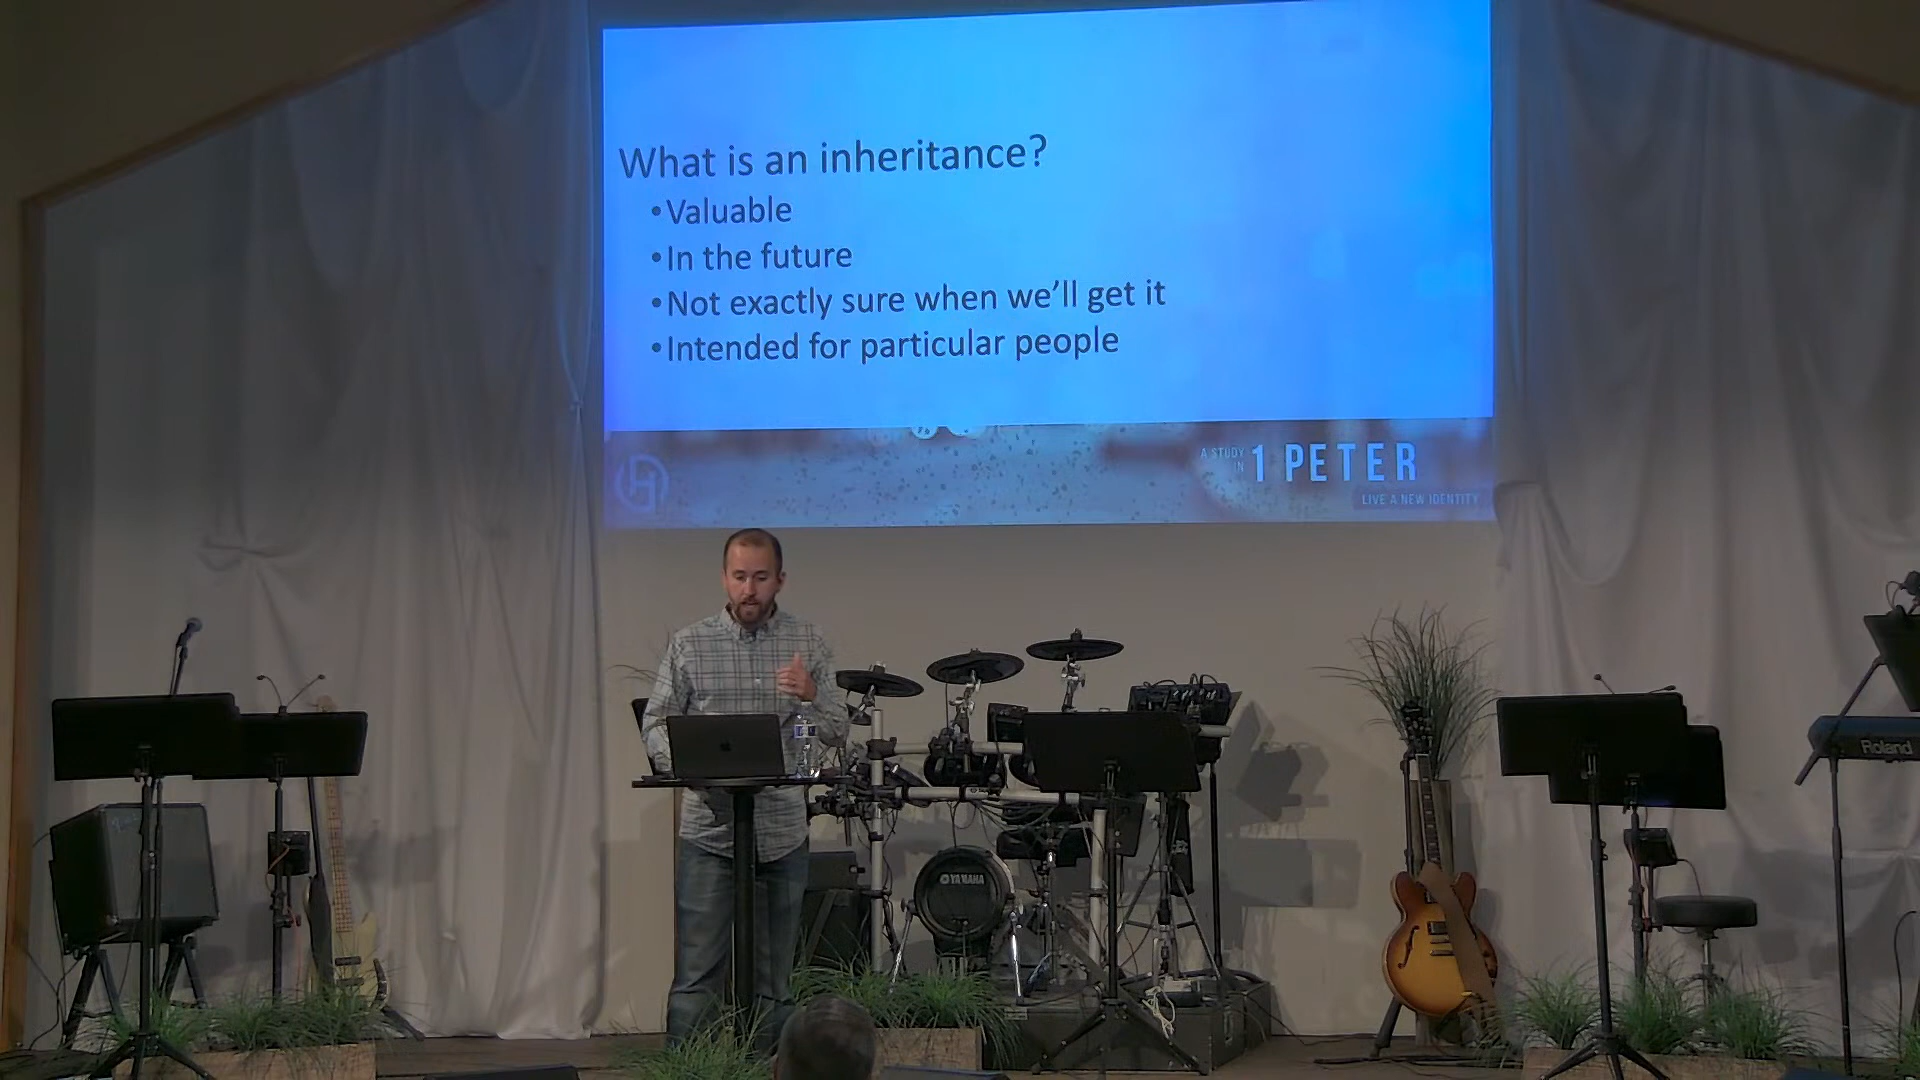 What is an inheritance?
•Valuable
•In the future
•Not exactly sure when we’ll get it
•Intended for particular people
A STUDY
IN
1 PETER
LIVE A NEW IDENTITY
Roland
YAMAHA